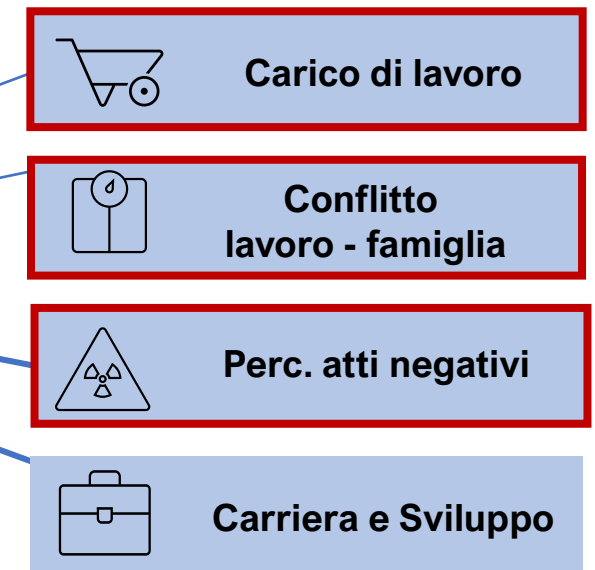 Carico di lavoro
Conflitto
lavoro - famiglia
Perc. atti negativi
Carriera e Sviluppo